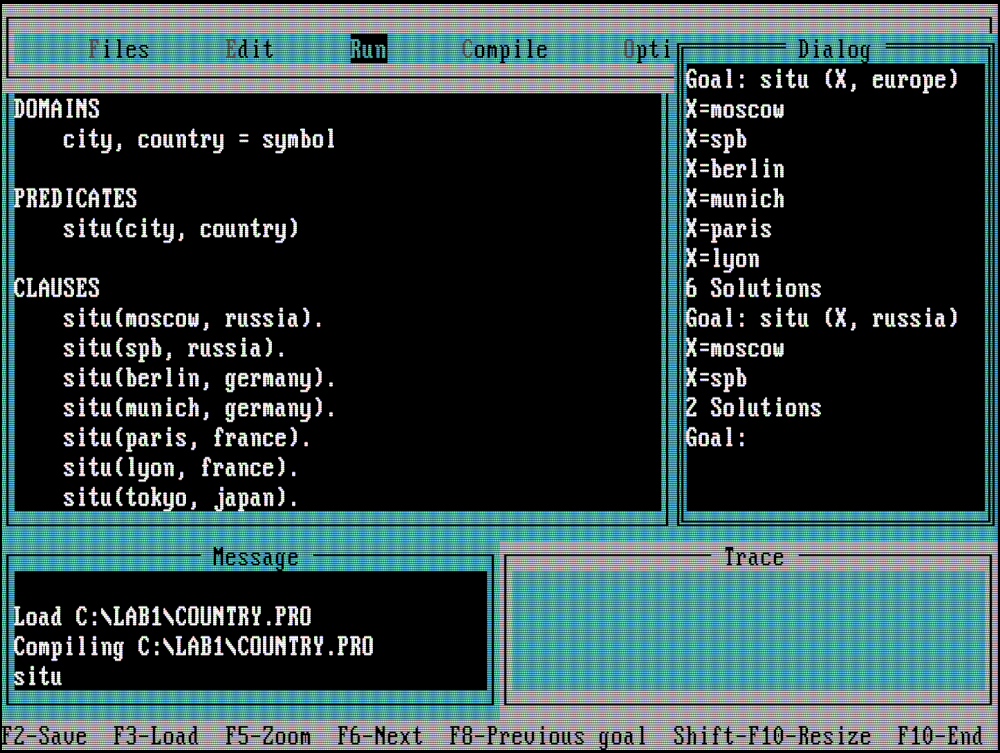 Files Edit Run Compile Opti
DOMAINS
city, country = symbol
PREDICATES
situ(city, country)
CLAUSES
situ(moscow, russia).
situ(spb, russia).
situ(berlin, germany).
situ(munich, germany).
situ(paris, france).
situ(lyon, france).
situ(tokyo, japan).
Dialog
Goal: situ (X, europe)
X=moscow
X=spb
X=berlin
X=munich
X=paris
X=lyon
6 Solutions
Goal: situ (X, russia)
X=moscow
X=spb
2 Solutions
Goal:
Message
Load C:\LAB1\COUNTRY.PRO
Compiling C:\LAB1\COUNTRY.PRO
situ
Trace
F2-Save F3-Load F5-Zoom F6-Next F8-Previous goal Shift-F10-Resize F10-End